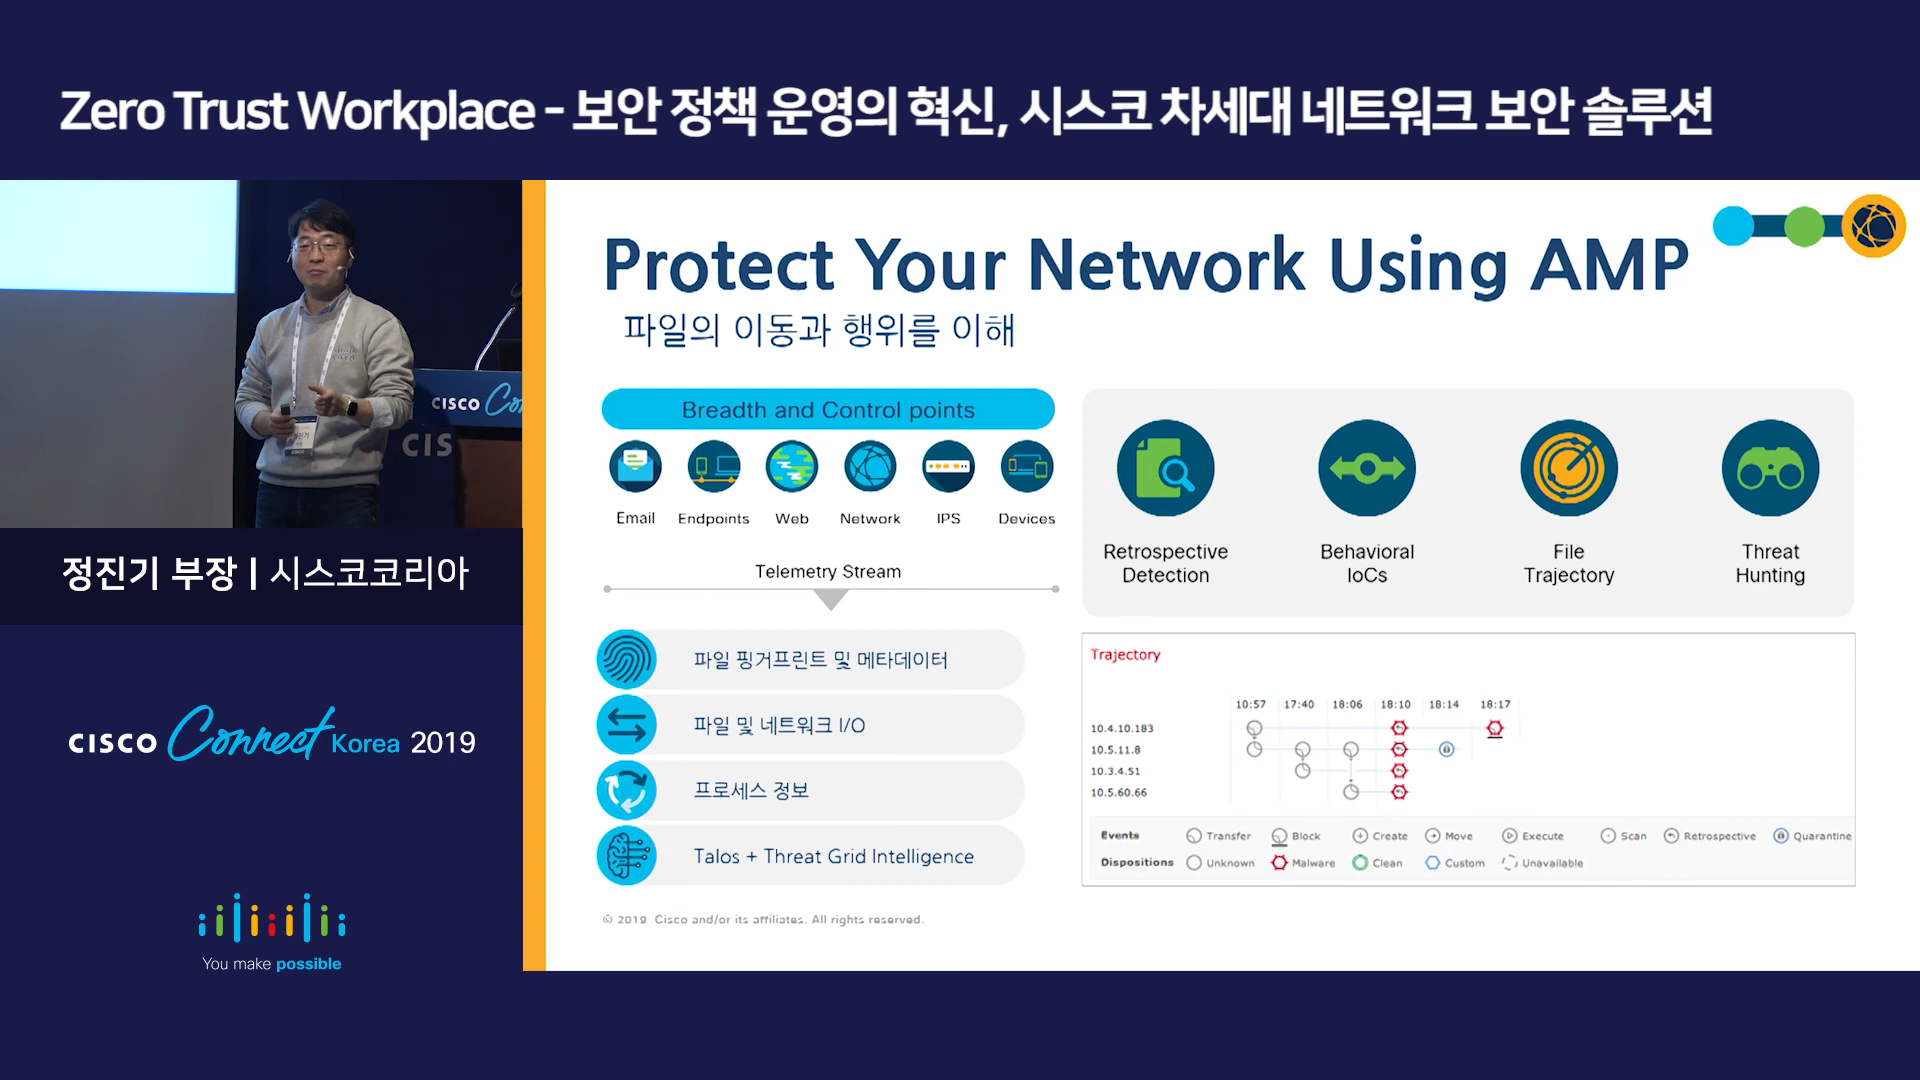 Zero Trust Workplace - 보안 정책 운영의 혁신, 시스코 차세대 네트워크 보안 솔루션
CISCO Co
CIS
정진기 부장 | 시스코코리아
CISCO Connect Korea 2019
You make possible
Protect Your Network Using AMP
파일의 이동과 행위를 이해
Breadth and Control points
Email Endpoints Web Network IPS Devices
Telemetry Stream
파일 핑거프린트 및 메타데이터
파일 및 네트워크 I/O
프로세스 정보
Talos + Threat Grid Intelligence
© 2019 Cisco and/or its affiliates. All rights reserved.
Retrospective Detection
Behavioral IoCs
File Trajectory
Threat Hunting
Trajectory
10:57 17:40 18:06 18:10 18:14 18:17
10.4.10.183
10.5.11.8
10.3.4.51
10.5.60.66
Events Transfer Block Create Move Execute Scan Retrospective Quarantine
Dispositions Unknown Malware Clean Custom Unavailable